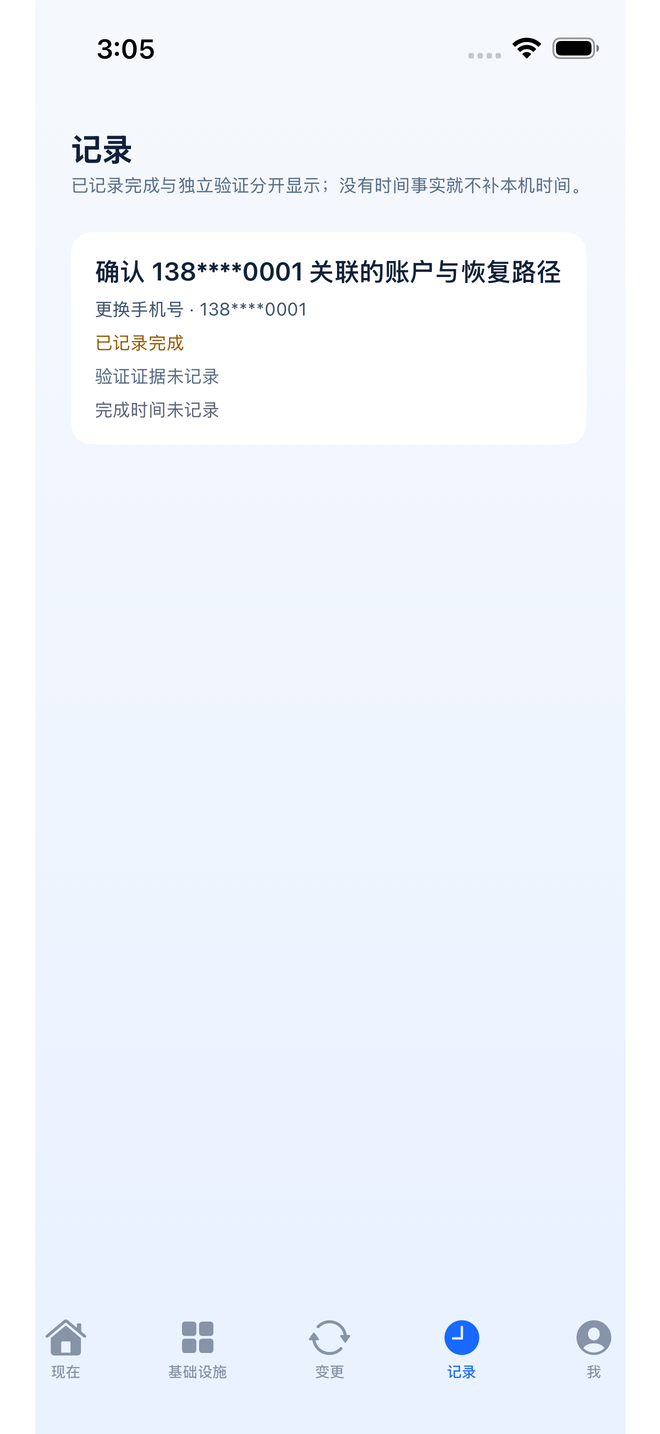 3:05
记录
已记录完成与独立验证分开显示；没有时间事实就不补本机时间。
确认 138****0001 关联的账户与恢复路径
更换手机号 · 138****0001
已记录完成
验证证据未记录
完成时间未记录
现在 基础设施 变更 记录 我